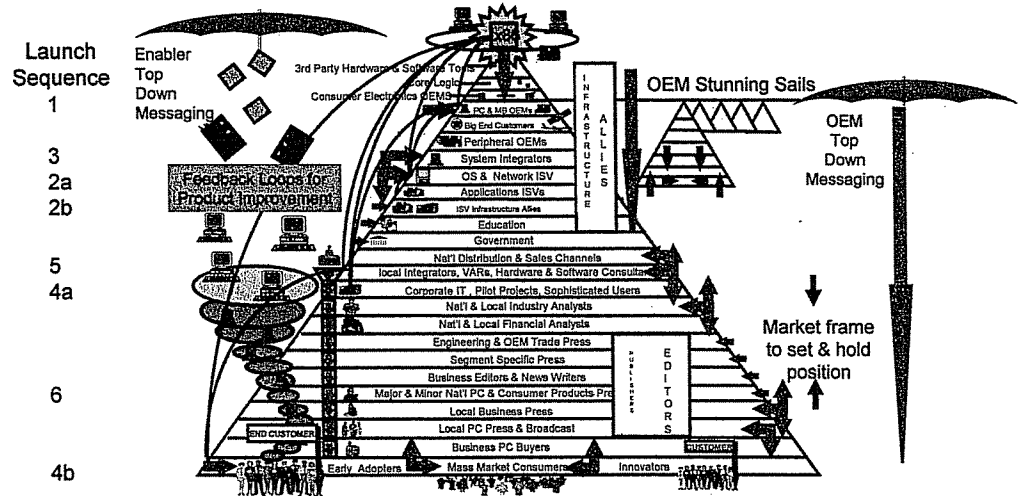 Launch
Sequence
1
3
2a
2b
5
4a
6
4b
Enabler
Top
Down
Messaging
Feedback Loops for
Product Improvement
X86
3rd Party Hardware & Software Tools
Core Logic
Consumer Electronics OEMS
PC & MB OEMs
Big End Customers
Peripheral OEMs
System Integrators
OS & Network ISV
Applications ISVs
ISV Infrastructure Allies
Education
Government
Nat'l Distribution & Sales Channels
local Integrators, VARs, Hardware & Software Consulta
Corporate IT , Pilot Projects, Sophisticated Users
Nat'l & Local Industry Analysts
Nat'l & Local Financial Analysts
Engineering & OEM Trade Press
Segment Specific Press
Business Editors & News Writers
Major & Minor Nat'l PC & Consumer Products Pre
Local Business Press
Local PC Press & Broadcast
Business PC Buyers
Early Adopters
Mass Market Consumers
Innovators
END CUSTOMER
CUSTOMER
INFRASTRUCTURE
ALLIES
PUBLISHERS
EDITORS
OEM Stunning Sails
OEM
Top
Down
Messaging
Market frame
to set & hold
position